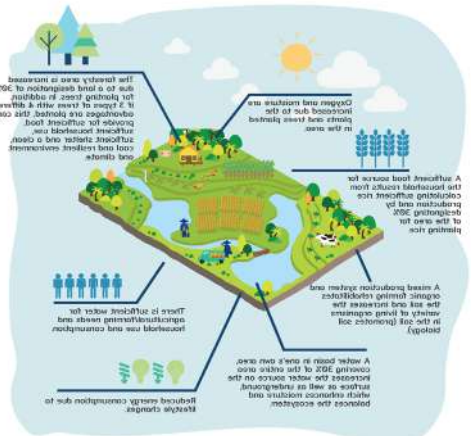 The forestry area is increased
due to a land designation of 30%
for planting trees. In addition,
if 3 types of trees with 4 different
advantages are planted, this can
provide for sufficient food,
sufficient household use,
sufficient shelter and a clean,
cool and resilient environment
and climate.
Oxygen and moisture are
increased due to the
plants and trees planted
in the area.
A sufficient food source for
the household results from
calculating sufficient rice
production and by
designating 30%
of the area for
planting rice.
A mixed production system and
organic farming rehabilitates
the soil and increases the
variety of living organisms
in the soil (promotes soil
biology).
There is sufficient water for
agricultural/farming needs and
household use and consumption.
A water basin in one's own area,
covering 30% of the entire area
increases the water source on the
surface as well as underground,
which enhances moisture and
balances the ecosystem.
Reduced energy consumption due to
lifestyle changes.